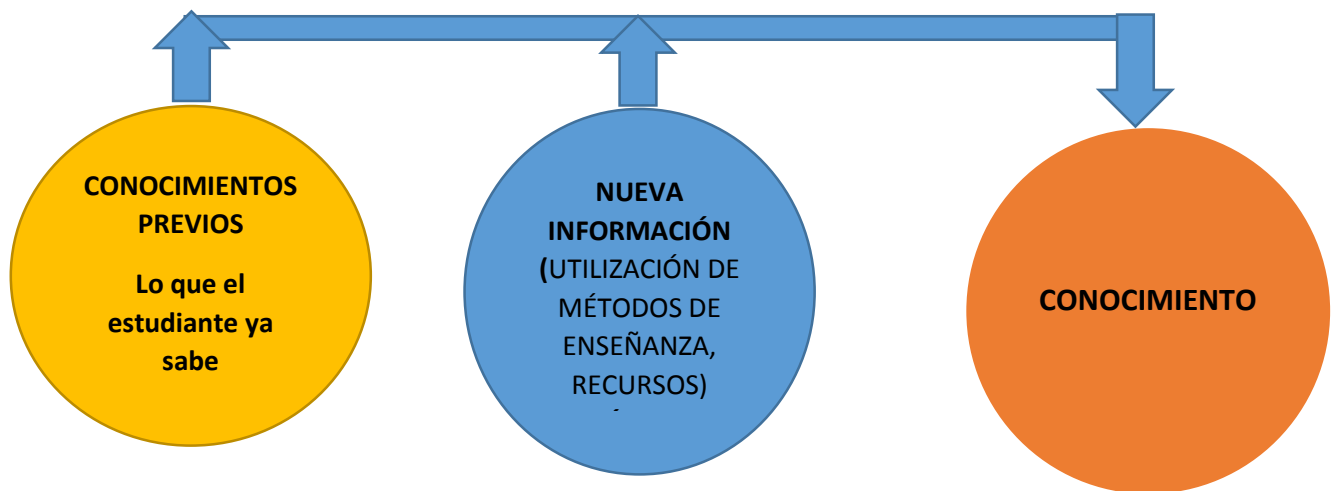 CONOCIMIENTOS
PREVIOS
Lo que el
estudiante ya
sabe
NUEVA
INFORMACIÓN
(UTILIZACIÓN DE
MÉTODOS DE
ENSEÑANZA,
RECURSOS)
CONOCIMIENTO